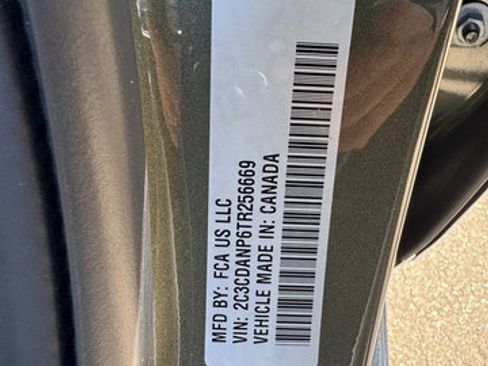 MFD BY: FCA US LLC
VIN: 2C3CDANP6TR256669
VEHICLE MADE IN: CANADA